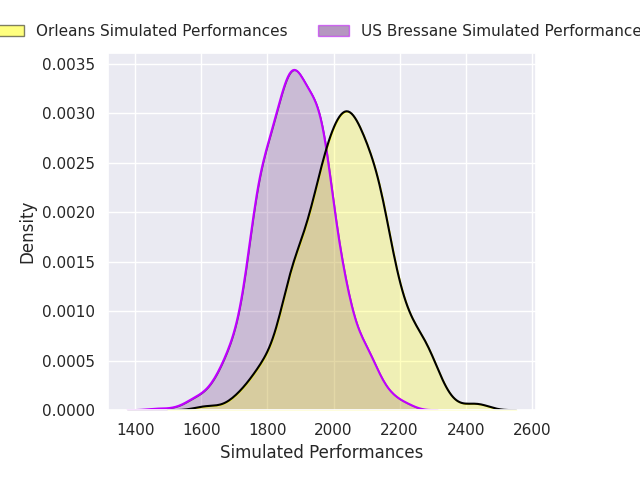 Orleans Simulated Performances US Bressane Simulated Performance
0.0035
0.0030
0.0025
0.0020
0.0015
0.0010
0.0005
0.0000
Density
1400 1600 1800 2000 2200 2400 2600
Simulated Performances